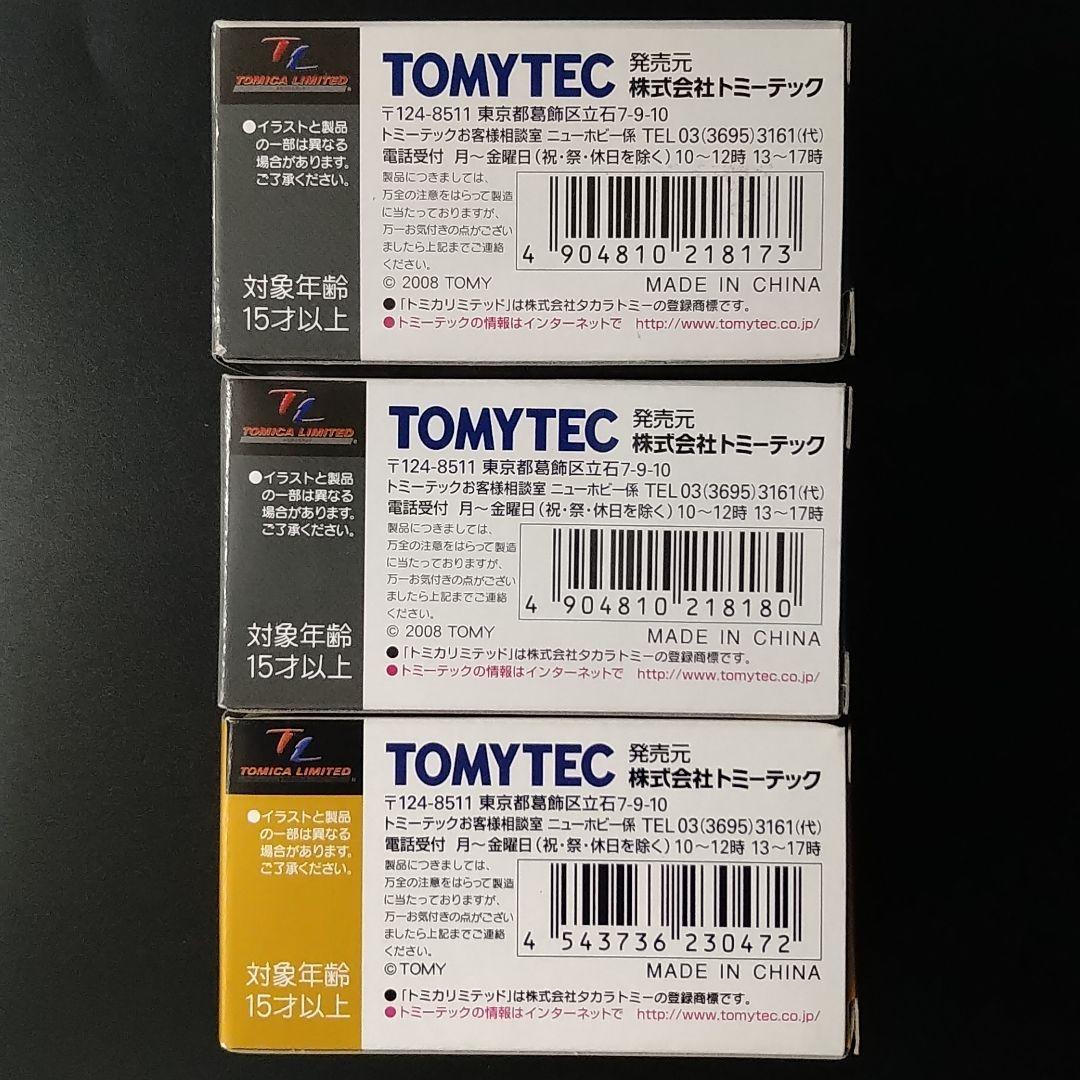 TL
TOMICA LIMITED
●イラストと製品
の一部は異なる
場合があります。
ご了承ください。
対象年齢
15才以上
TOMYTEC 発売元
株式会社トミーテック
〒124-8511 東京都葛飾区立石7-9-10
トミーテックお客様相談室 ニューホビー係 TEL 03(3695)3161(代)
電話受付 月～金曜日(祝・祭・休日を除く)10～12時 13～17時
製品につきましては、
万全の注意をはらって製造
に当たっておりますが、
万一お気付きの点がござい
ましたら上記までご連絡
ください。
4 904810 218173
© 2008 TOMY
MADE IN CHINA
●「トミカリミテッド」は株式会社タカラトミーの登録商標です。
●トミーテックの情報はインターネットで http://www.tomytec.co.jp/
TL
TOMICA LIMITED
●イラストと製品
の一部は異なる
場合があります。
ご了承ください。
対象年齢
15才以上
TOMYTEC 発売元
株式会社トミーテック
〒124-8511 東京都葛飾区立石7-9-10
トミーテックお客様相談室 ニューホビー係 TEL 03(3695)3161(代)
電話受付 月～金曜日(祝・祭・休日を除く)10～12時 13～17時
製品につきましては、
万全の注意をはらって製造
に当たっておりますが、
万一お気付きの点がござい
ましたら上記までご連絡
ください。
4 904810 218180
© 2008 TOMY
MADE IN CHINA
●「トミカリミテッド」は株式会社タカラトミーの登録商標です。
●トミーテックの情報はインターネットで http://www.tomytec.co.jp/
TL
TOMICA LIMITED
●イラストと製品
の一部は異なる
場合があります。
ご了承ください。
対象年齢
15才以上
TOMYTEC 発売元
株式会社トミーテック
〒124-8511 東京都葛飾区立石7-9-10
トミーテックお客様相談室 ニューホビー係 TEL 03(3695)3161(代)
電話受付 月～金曜日(祝・祭・休日を除く)10～12時 13～17時
製品につきましては、
万全の注意をはらって製造
に当たっておりますが、
万一お気付きの点がござい
ましたら上記までご連絡
ください。
4 543736 230472
© TOMY
MADE IN CHINA
●「トミカリミテッド」は株式会社タカラトミーの登録商標です。
●トミーテックの情報はインターネットで http://www.tomytec.co.jp/